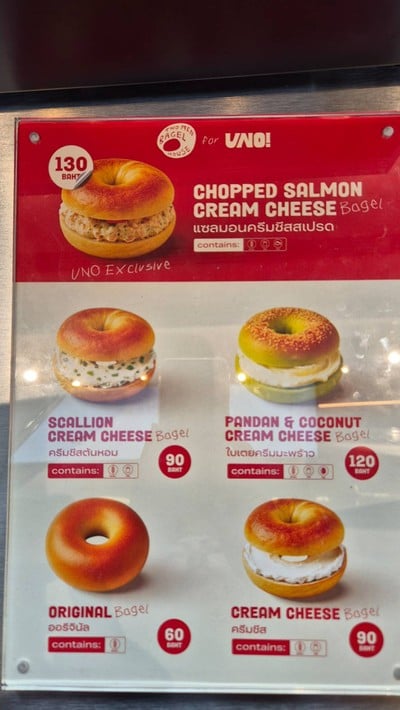 TWO MEN
BAGEL
HOUSE
for UNO!
130
BAHT
CHOPPED SALMON
CREAM CHEESE Bagel
แซลมอนครีมชีสสเปรด
contains:
UNO EXclusive
SCALLION
CREAM CHEESE Bagel
ครีมชีสต้นหอม
contains:
90
BAHT
PANDAN & COCONUT
CREAM CHEESE Bagel
ใบเตยครีมมะพร้าว
contains:
120
BAHT
ORIGINAL Bagel
ออริจินัล
contains:
60
BAHT
CREAM CHEESE Bagel
ครีมชีส
contains:
90
BAHT